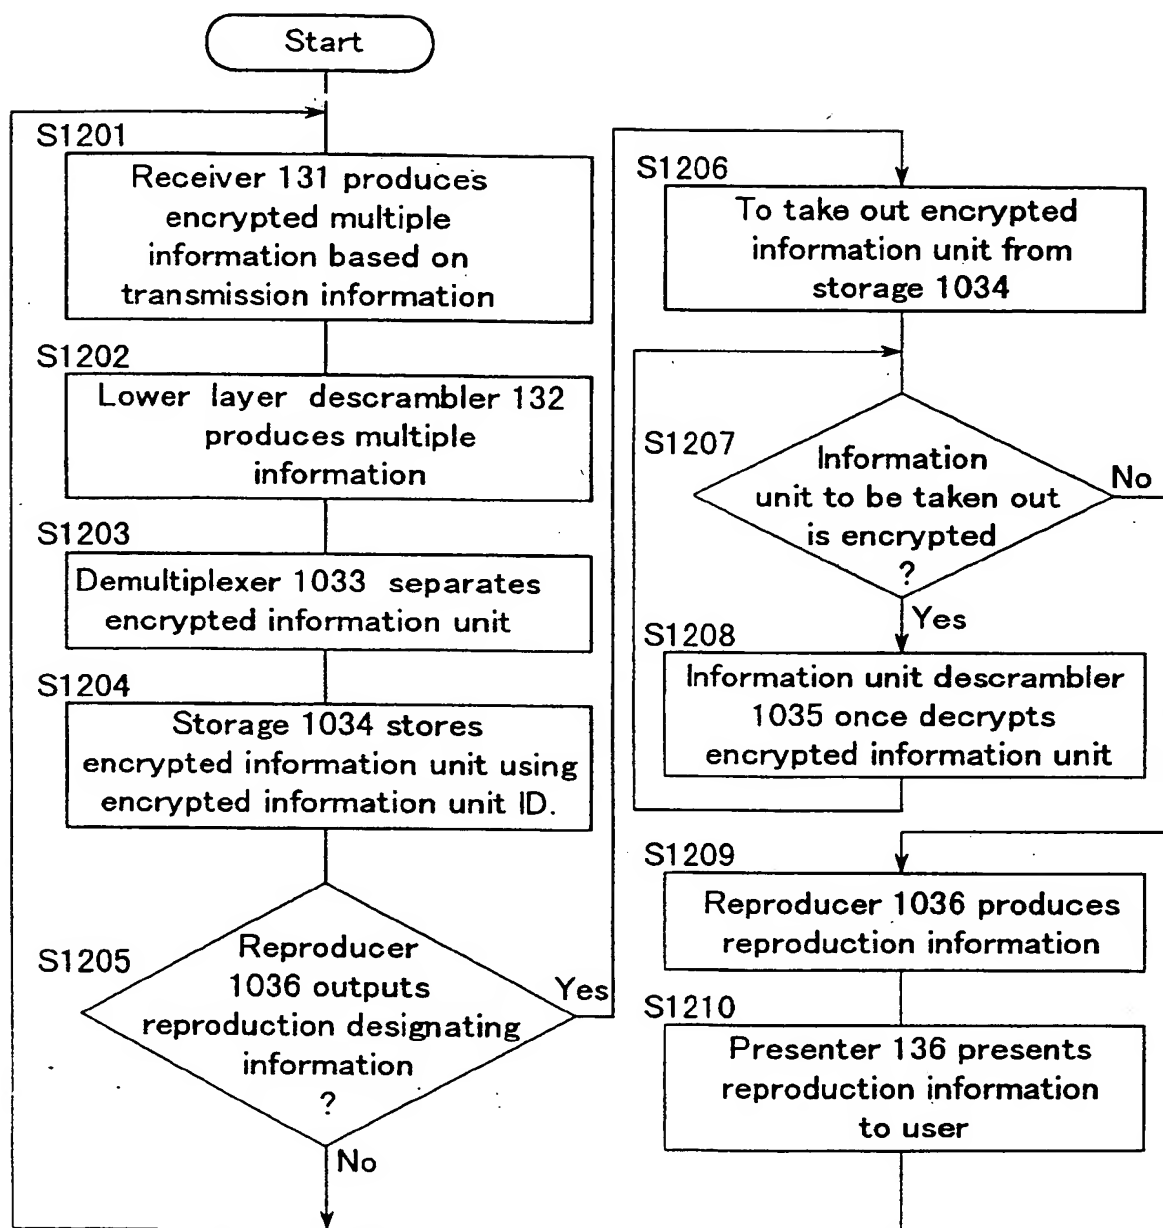 Start
S1201
Receiver 131 produces
encrypted multiple
information based on
transmission information
S1202
Lower layer descrambler 132
produces multiple
information
S1203
Demultiplexer 1033 separates
encrypted information unit
S1204
Storage 1034 stores
encrypted information unit using
encrypted information unit ID.
S1205
Reproducer
1036 outputs
reproduction designating
information
?
Yes
No
S1206
To take out encrypted
information unit from
storage 1034
S1207
Information
unit to be taken out
is encrypted
?
No
Yes
S1208
Information unit descrambler
1035 once decrypts
encrypted information unit
S1209
Reproducer 1036 produces
reproduction information
S1210
Presenter 136 presents
reproduction information
to user